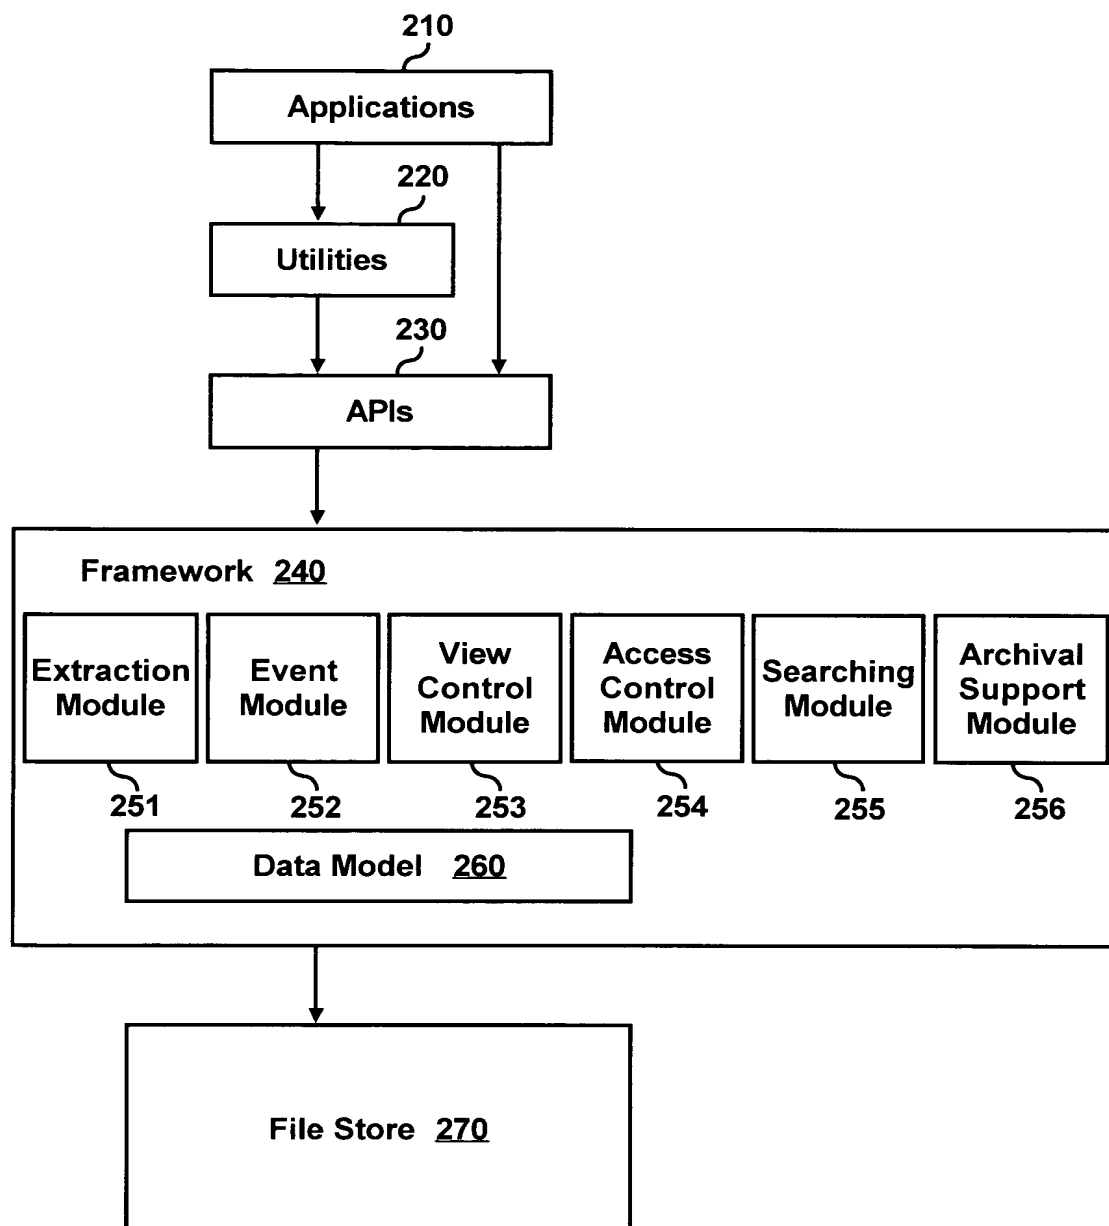 210
Applications
220
Utilities
230
APIs
Framework 240
Extraction
Module
Event
Module
View
Control
Module
Access
Control
Module
Searching
Module
Archival
Support
Module
251
252
253
254
255
256
Data Model 260
File Store 270